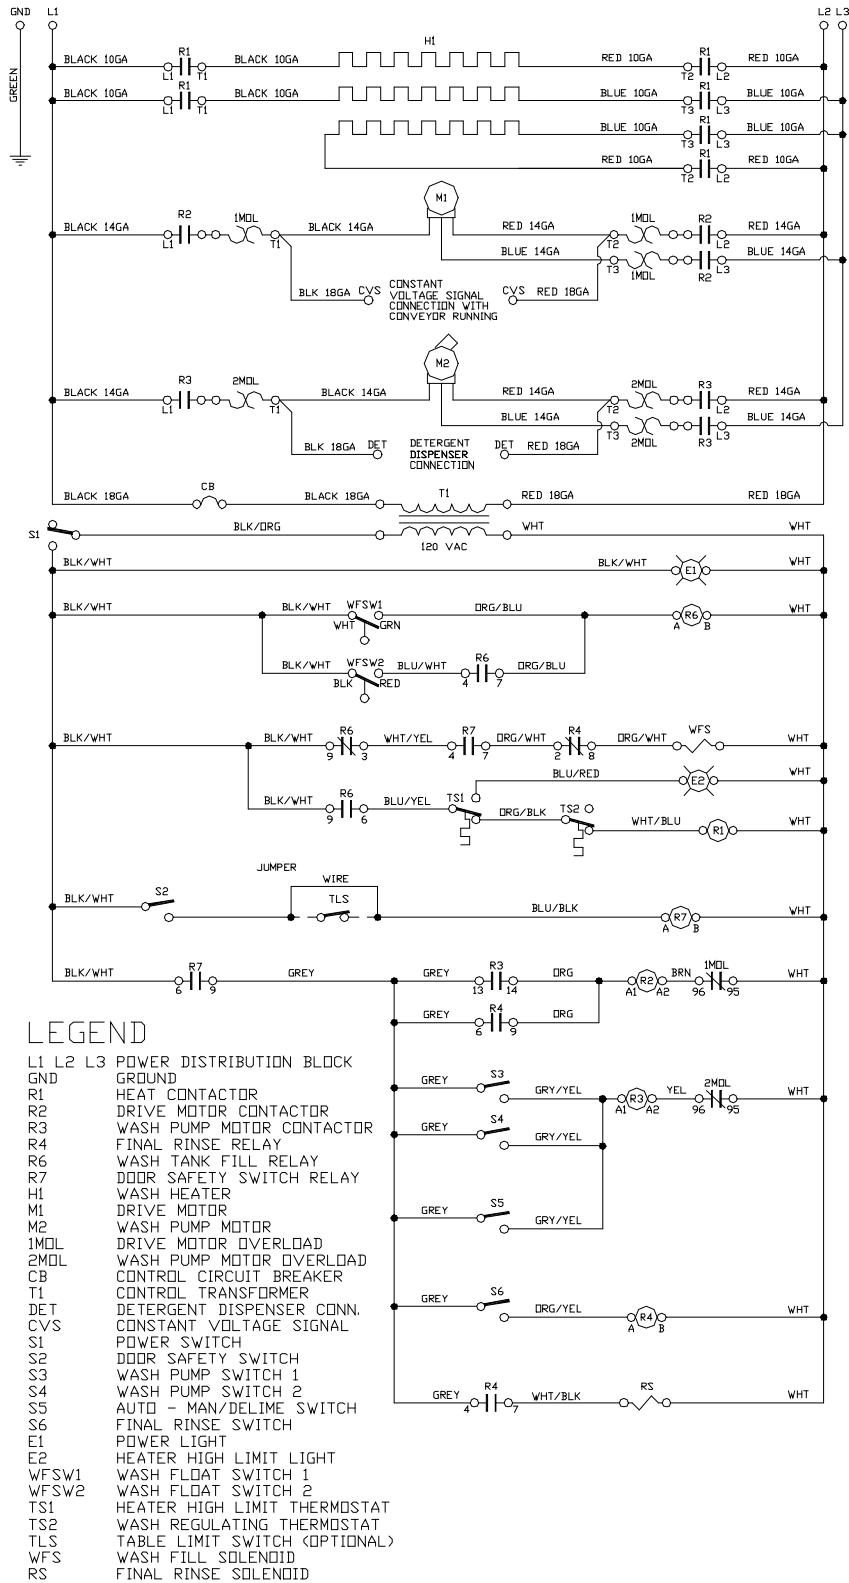 GND L1 L2 L3
GREEN
H1
BLACK 10GA R1 BLACK 10GA RED 10GA R1 RED 10GA
L1 T1 T2 L2
BLACK 10GA R1 BLACK 10GA BLUE 10GA R1 BLUE 10GA
L1 T1 T3 L3
BLUE 10GA R1 BLUE 10GA
T3 L3
RED 10GA R1 RED 10GA
T2 L2
M1
BLACK 14GA R2 1MOL BLACK 14GA RED 14GA 1MOL R2 RED 14GA
L1 T1 T2 L2
BLUE 14GA BLUE 14GA
T3 1MOL R2 L3
BLK 18GA CVS CONSTANT CVS RED 18GA
VOLTAGE SIGNAL
CONNECTION WITH
CONVEYOR RUNNING
M2
BLACK 14GA R3 2MOL BLACK 14GA RED 14GA 2MOL R3 RED 14GA
L1 T1 T2 L2
BLUE 14GA BLUE 14GA
T3 2MOL R3 L3
BLK 18GA DET DETERGENT DET RED 18GA
DISPENSER
CONNECTION
BLACK 18GA CB BLACK 18GA T1 RED 18GA RED 18GA
S1 BLK/ORG WHT WHT
120 VAC
BLK/WHT BLK/WHT E1 WHT
BLK/WHT BLK/WHT WFSW1 ORG/BLU R6 WHT
WHT GRN A B
BLK/WHT WFSW2 BLU/WHT R6 ORG/BLU
BLK RED 4 7
BLK/WHT BLK/WHT R6 WHT/YEL R7 ORG/WHT R4 ORG/WHT WFS WHT
9 3 4 7 2 8
BLU/RED E2 WHT
BLK/WHT R6 BLU/YEL TS1 ORG/BLK TS2 WHT/BLU R1 WHT
9 6
JUMPER
WIRE
BLK/WHT S2 TLS BLU/BLK R7 WHT
A B
BLK/WHT R7 GREY GREY R3 ORG R2 BRN 1MOL WHT
6 9 13 14 A1 A2 96 95
GREY R4 ORG
6 9
GREY S3 GRY/YEL R3 YEL 2MOL WHT
A1 A2 96 95
GREY S4 GRY/YEL
GREY S5 GRY/YEL
GREY S6 ORG/YEL R4 WHT
A B
GREY R4 WHT/BLK RS WHT
4 7
LEGEND
L1 L2 L3 POWER DISTRIBUTION BLOCK
GND GROUND
R1 HEAT CONTACTOR
R2 DRIVE MOTOR CONTACTOR
R3 WASH PUMP MOTOR CONTACTOR
R4 FINAL RINSE RELAY
R6 WASH TANK FILL RELAY
R7 DOOR SAFETY SWITCH RELAY
H1 WASH HEATER
M1 DRIVE MOTOR
M2 WASH PUMP MOTOR
1MOL DRIVE MOTOR OVERLOAD
2MOL WASH PUMP MOTOR OVERLOAD
CB CONTROL CIRCUIT BREAKER
T1 CONTROL TRANSFORMER
DET DETERGENT DISPENSER CONN.
CVS CONSTANT VOLTAGE SIGNAL
S1 POWER SWITCH
S2 DOOR SAFETY SWITCH
S3 WASH PUMP SWITCH 1
S4 WASH PUMP SWITCH 2
S5 AUTO - MAN/DELIME SWITCH
S6 FINAL RINSE SWITCH
E1 POWER LIGHT
E2 HEATER HIGH LIMIT LIGHT
WFSW1 WASH FLOAT SWITCH 1
WFSW2 WASH FLOAT SWITCH 2
TS1 HEATER HIGH LIMIT THERMOSTAT
TS2 WASH REGULATING THERMOSTAT
TLS TABLE LIMIT SWITCH (OPTIONAL)
WFS WASH FILL SOLENOID
RS FINAL RINSE SOLENOID